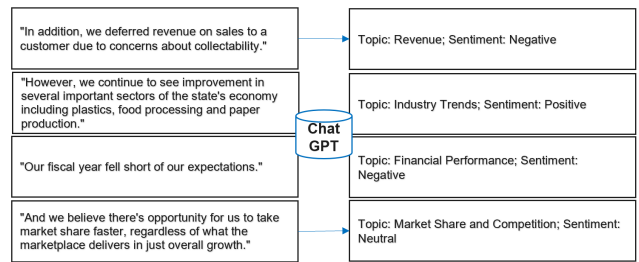 "In addition, we deferred revenue on sales to a
customer due to concerns about collectability."
Topic: Revenue; Sentiment: Negative
"However, we continue to see improvement in
several important sectors of the state's economy
including plastics, food processing and paper
production."
Topic: Industry Trends; Sentiment: Positive
Chat
GPT
"Our fiscal year fell short of our expectations."
Topic: Financial Performance; Sentiment:
Negative
"And we believe there's opportunity for us to take
market share faster, regardless of what the
marketplace delivers in just overall growth."
Topic: Market Share and Competition; Sentiment:
Neutral